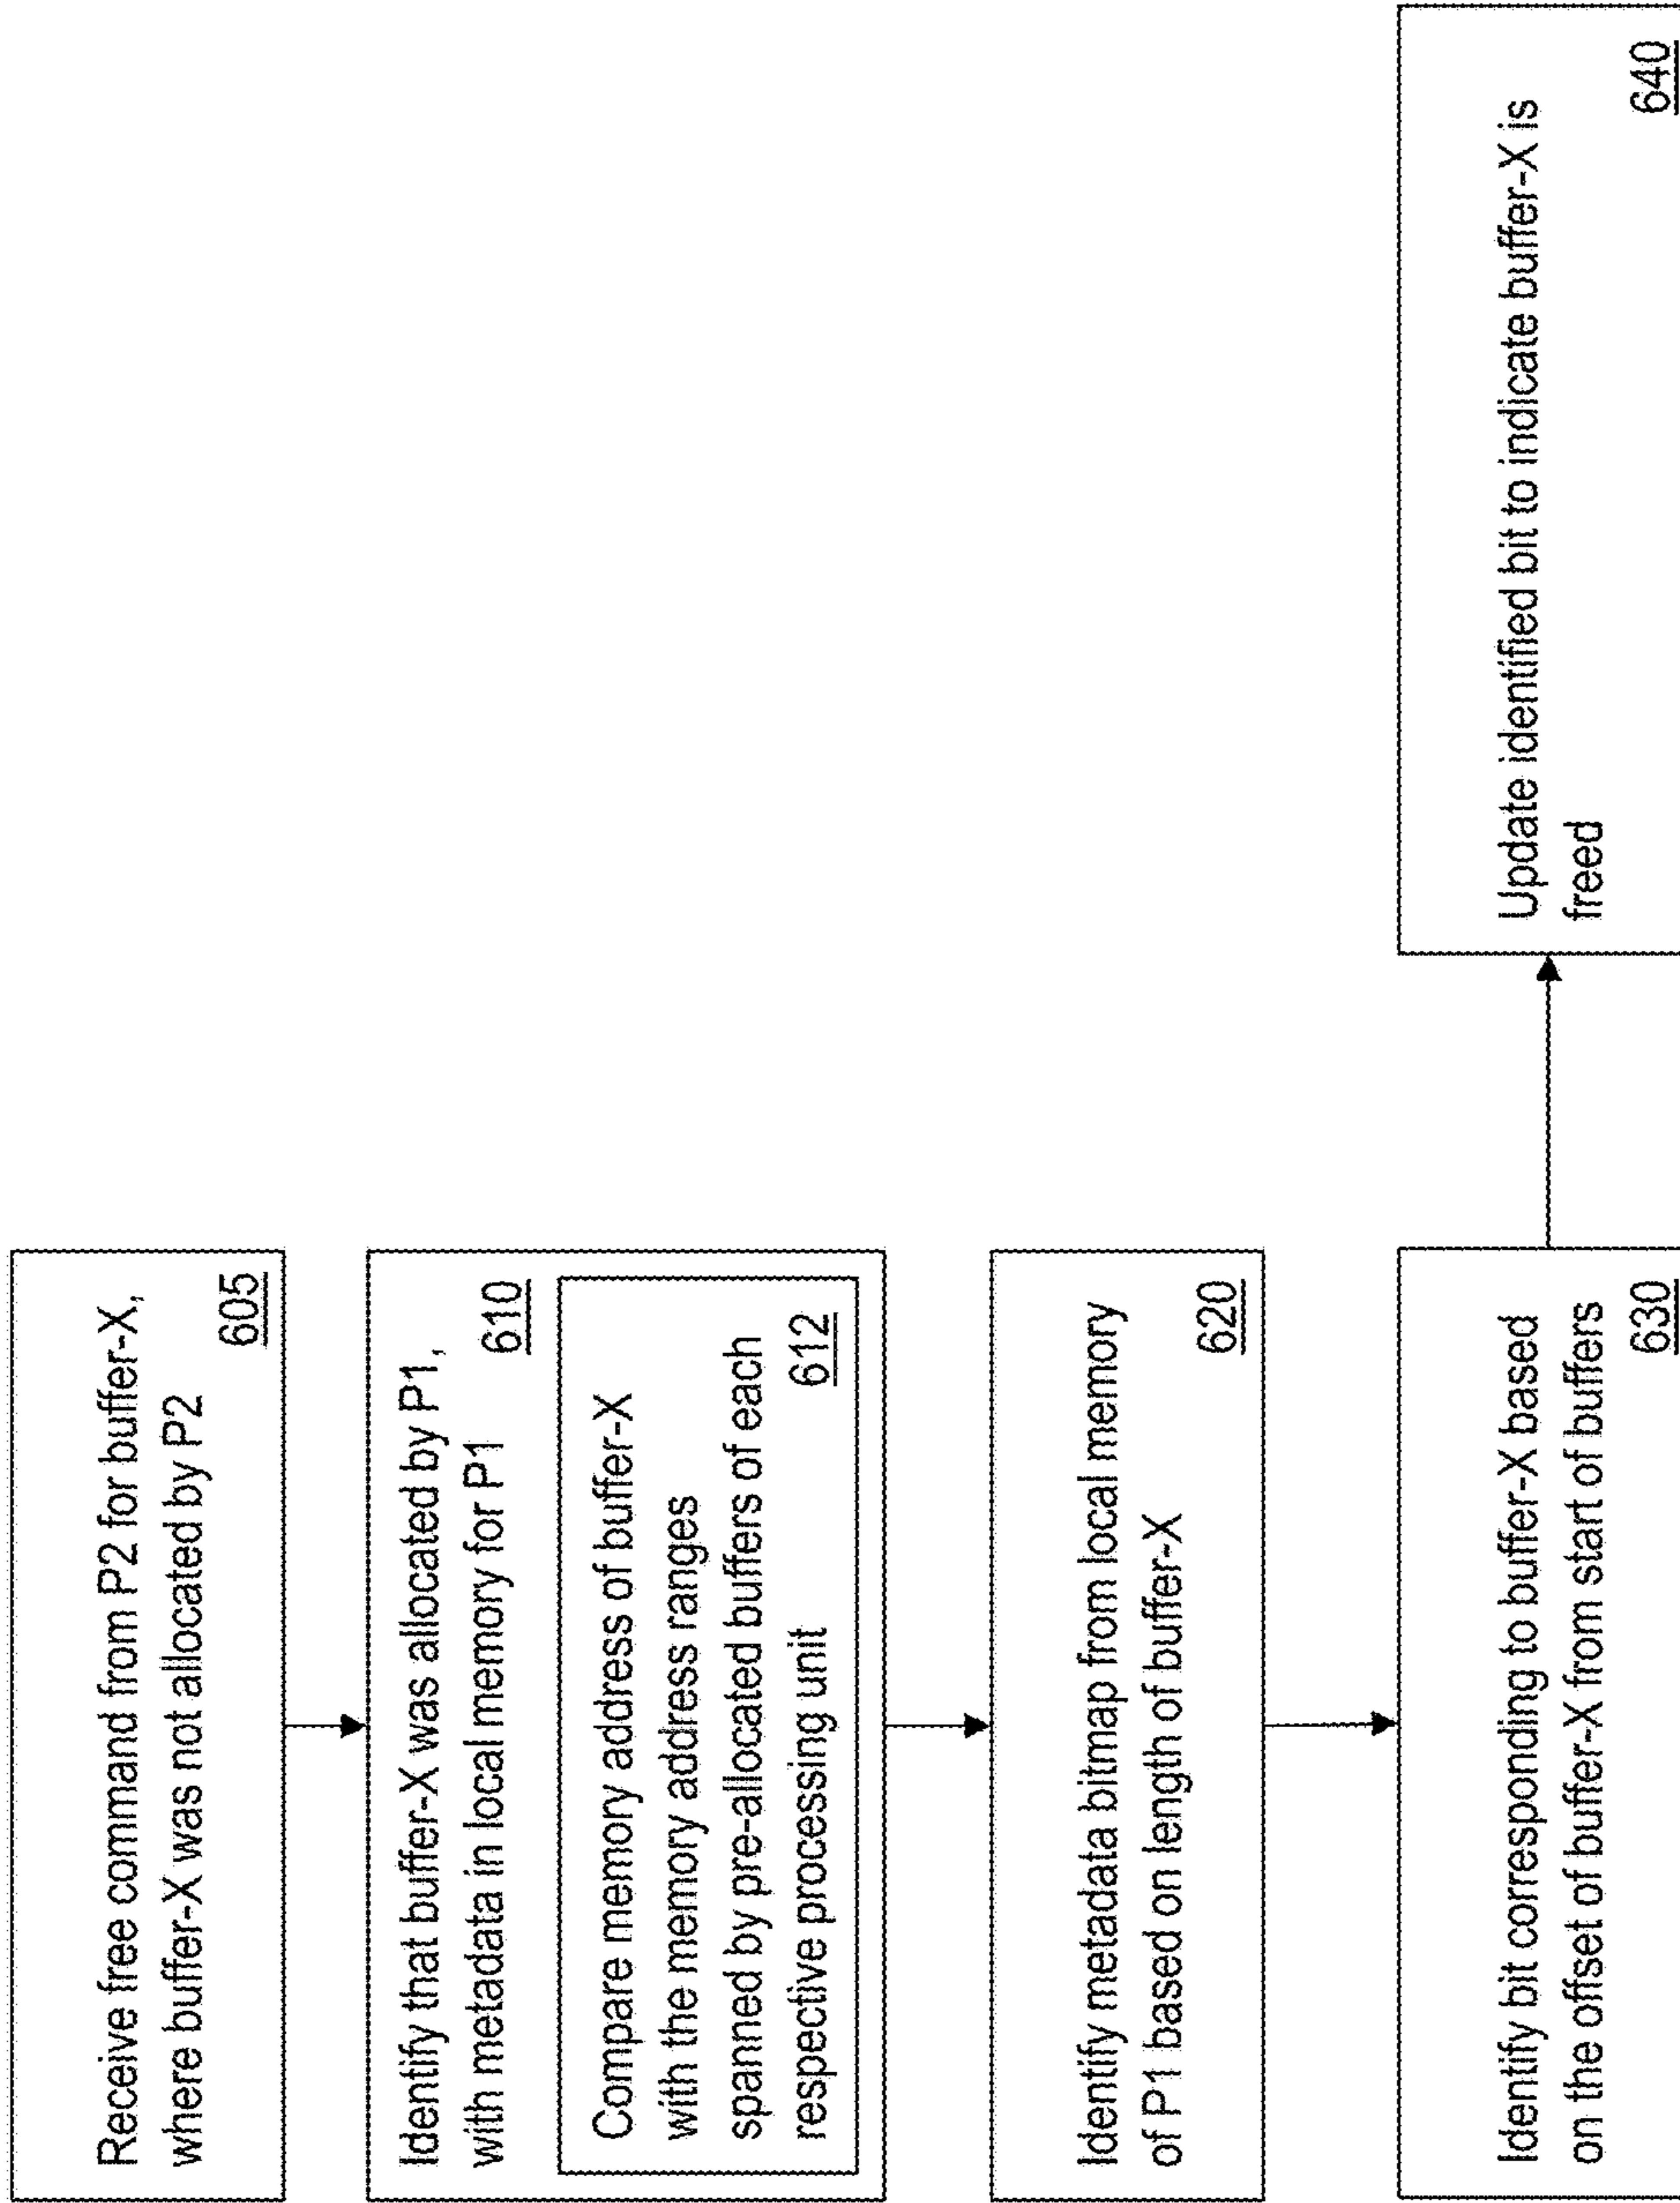 Receive free command from P2 for buffer-X,
where buffer-X was not allocated by P2
605
Identify that buffer-X was allocated by P1,
with metadata in local memory for P1
610
Compare memory address of buffer-X
with the memory address ranges
spanned by pre-allocated buffers of each
respective processing unit
612
Identify metadata bitmap from local memory
of P1 based on length of buffer-X
620
Identify bit corresponding to buffer-X based
on the offset of buffer-X from start of buffers
630
Update identified bit to indicate buffer-X is
freed
640